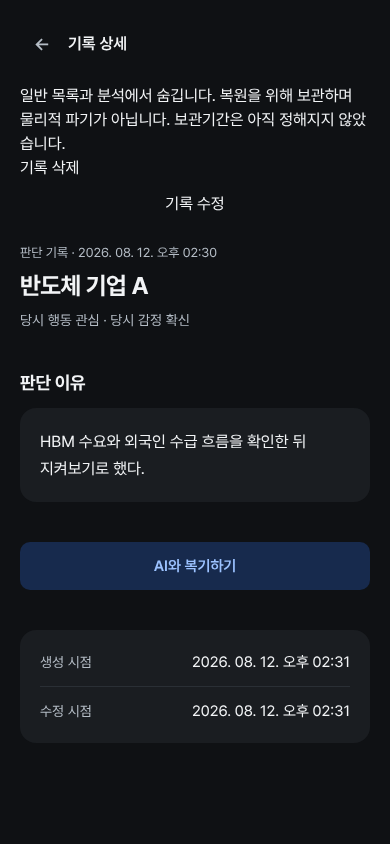 기록 상세
일반 목록과 분석에서 숨깁니다. 복원을 위해 보관하며
물리적 파기가 아닙니다. 보관기간은 아직 정해지지 않았
습니다.
기록 삭제
기록 수정
판단 기록 · 2026. 08. 12. 오후 02:30
반도체 기업 A
당시 행동 관심 · 당시 감정 확신
판단 이유
HBM 수요와 외국인 수급 흐름을 확인한 뒤
지켜보기로 했다.
AI와 복기하기
생성 시점 2026. 08. 12. 오후 02:31
수정 시점 2026. 08. 12. 오후 02:31